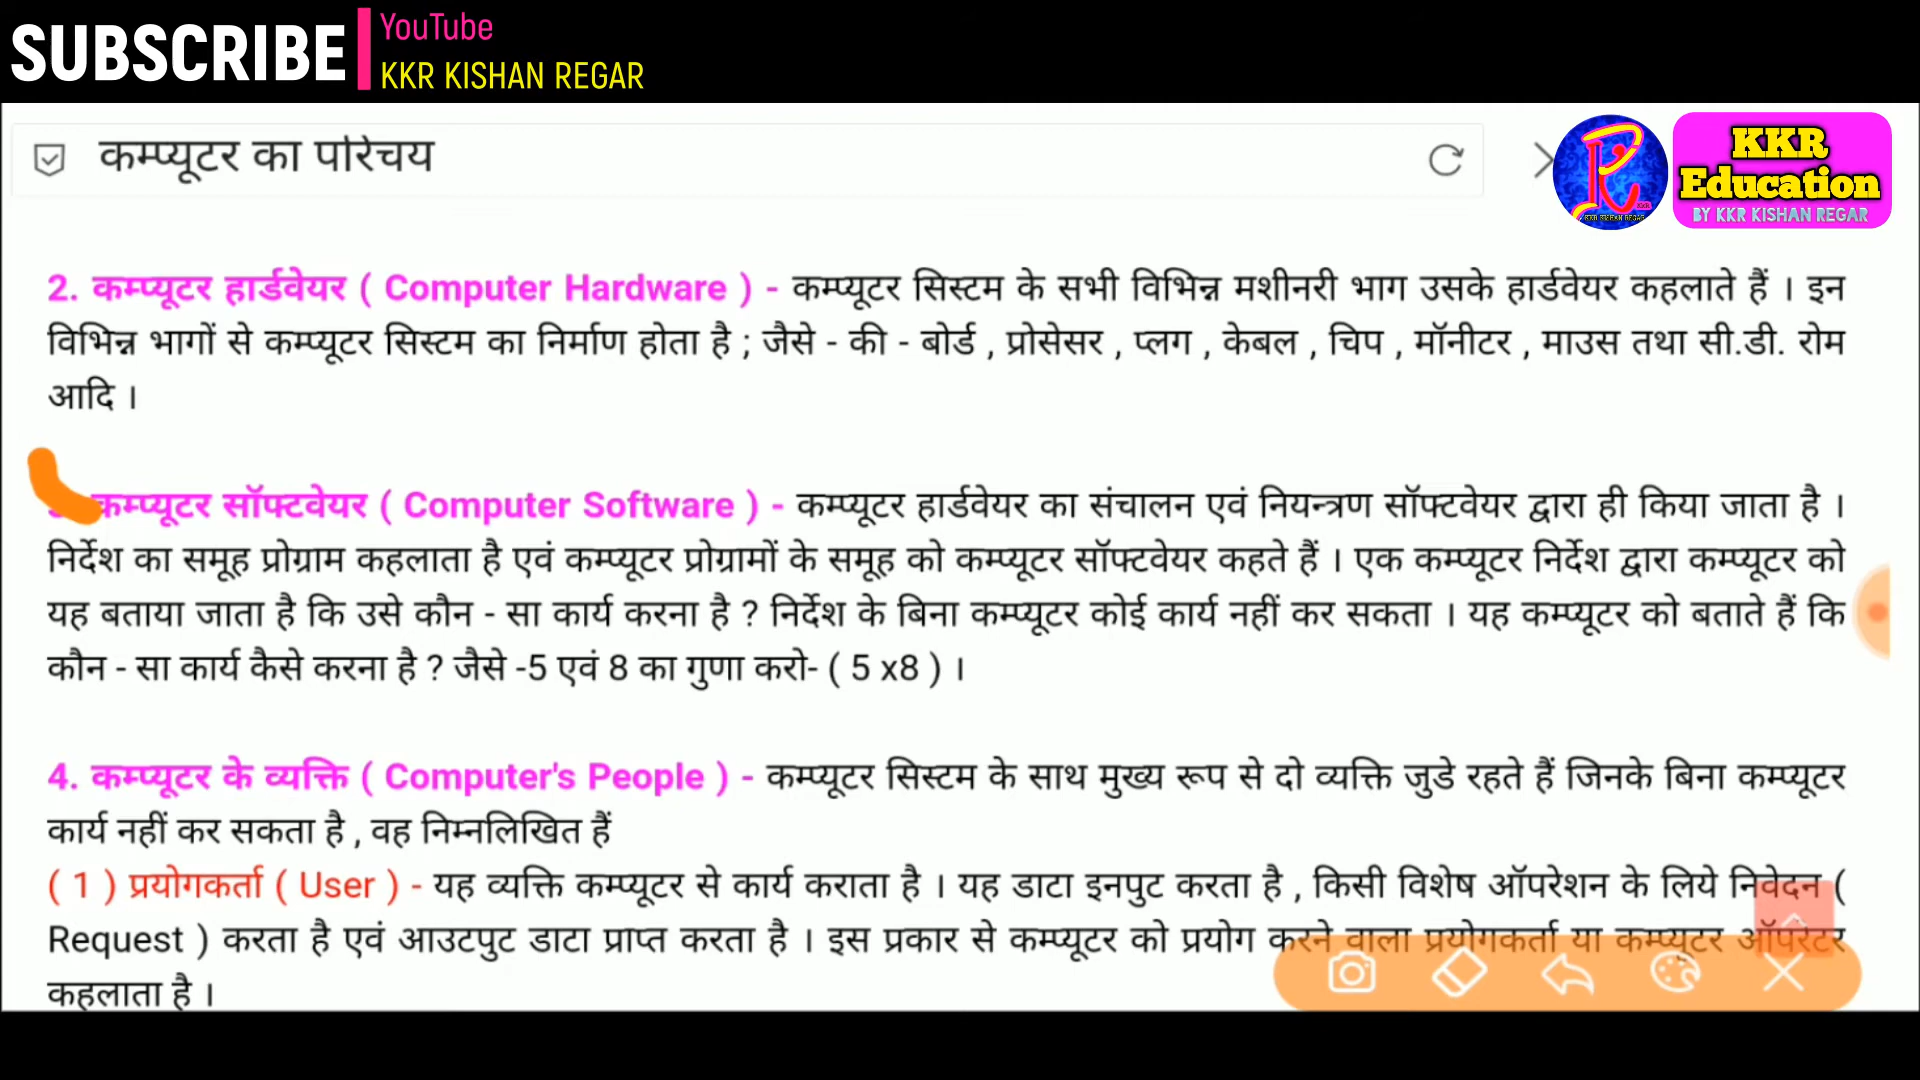 SUBSCRIBE
YouTube
KKR KISHAN REGAR
कम्प्यूटर का परिचय
KKR
Education
BY KKR KISHAN REGAR
2. कम्प्यूटर हार्डवेयर ( Computer Hardware ) - कम्प्यूटर सिस्टम के सभी विभिन्न मशीनरी भाग उसके हार्डवेयर कहलाते हैं । इन
विभिन्न भागों से कम्प्यूटर सिस्टम का निर्माण होता है ; जैसे - की - बोर्ड , प्रोसेसर , प्लग , केबल , चिप , मॉनीटर , माउस तथा सी.डी. रोम
आदि ।
कम्प्यूटर सॉफ्टवेयर ( Computer Software ) - कम्प्यूटर हार्डवेयर का संचालन एवं नियन्त्रण सॉफ्टवेयर द्वारा ही किया जाता है ।
निर्देश का समूह प्रोग्राम कहलाता है एवं कम्प्यूटर प्रोग्रामों के समूह को कम्प्यूटर सॉफ्टवेयर कहते हैं । एक कम्प्यूटर निर्देश द्वारा कम्प्यूटर को
यह बताया जाता है कि उसे कौन - सा कार्य करना है ? निर्देश के बिना कम्प्यूटर कोई कार्य नहीं कर सकता । यह कम्प्यूटर को बताते हैं कि
कौन - सा कार्य कैसे करना है ? जैसे -5 एवं 8 का गुणा करो- ( 5 x8 ) ।
4. कम्प्यूटर के व्यक्ति ( Computer's People ) - कम्प्यूटर सिस्टम के साथ मुख्य रूप से दो व्यक्ति जुडे रहते हैं जिनके बिना कम्प्यूटर
कार्य नहीं कर सकता है , वह निम्नलिखित हैं
( 1 ) प्रयोगकर्ता ( User ) - यह व्यक्ति कम्प्यूटर से कार्य कराता है । यह डाटा इनपुट करता है , किसी विशेष ऑपरेशन के लिये निवेदन (
Request ) करता है एवं आउटपुट डाटा प्राप्त करता है । इस प्रकार से कम्प्यूटर को प्रयोग करने वाला प्रयोगकर्ता या कम्प्यूटर ऑपरेटर
कहलाता है ।